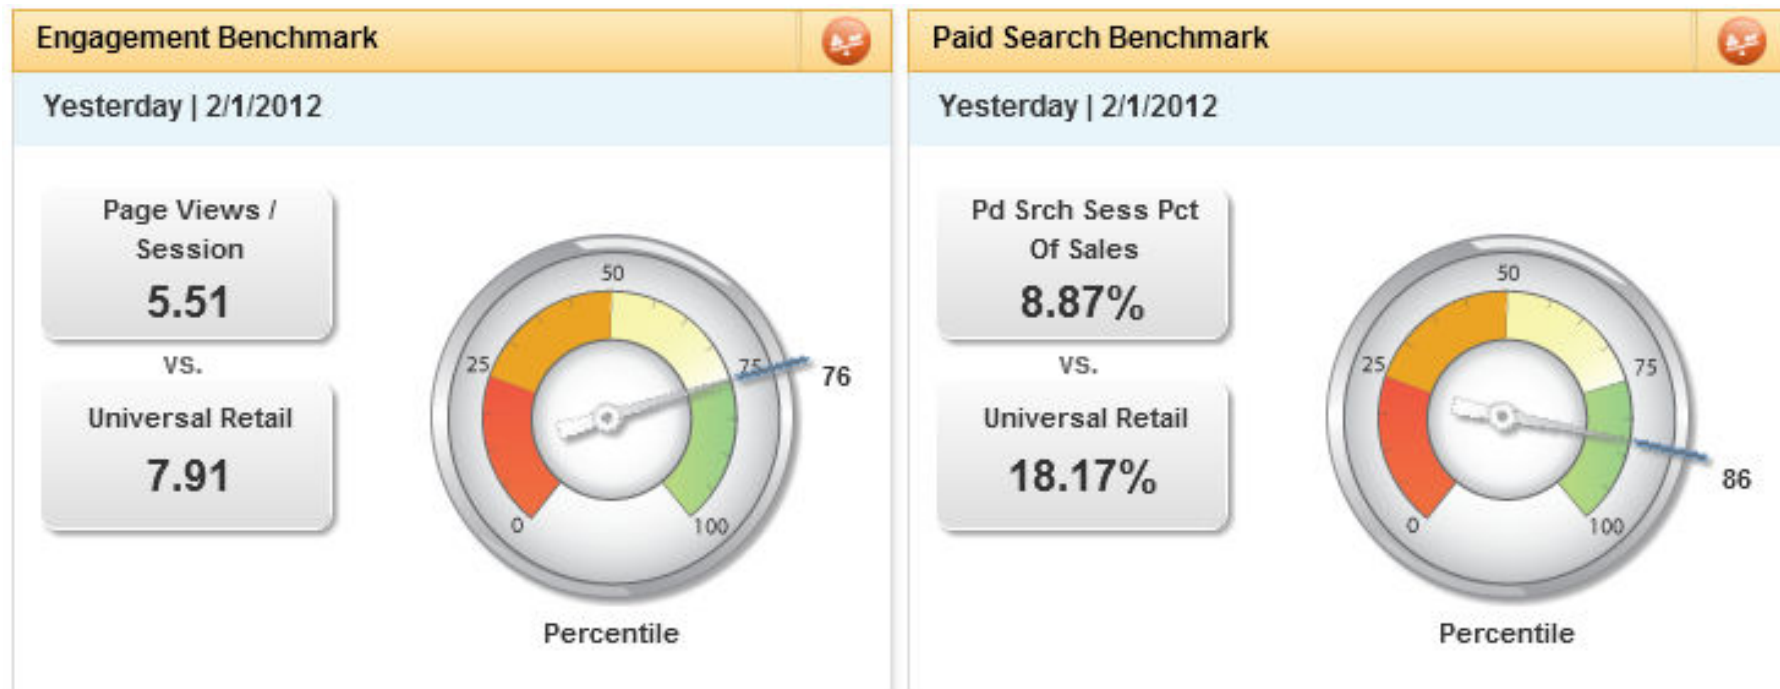 Engagement Benchmark
Yesterday | 2/1/2012
Page Views /
Session
5.51
vs.
Universal Retail
7.91
50
25
75
76
0
100
Percentile
Paid Search Benchmark
Yesterday | 2/1/2012
Pd Srch Sess Pct
Of Sales
8.87%
vs.
Universal Retail
18.17%
50
25
75
86
0
100
Percentile